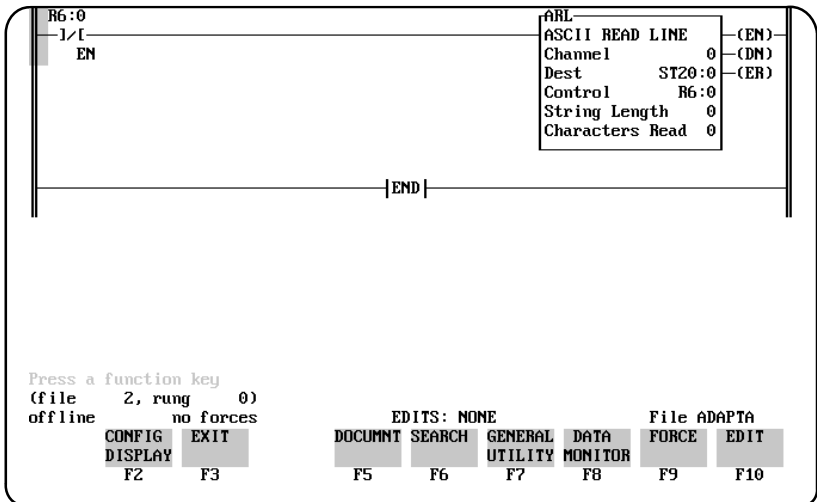 R6:0
]/[
EN
ARL
ASCII READ LINE (EN)
Channel 0 (DN)
Dest ST20:0 (ER)
Control R6:0
String Length 0
Characters Read 0
END
Press a function key
(file 2, rung 0)
offline no forces EDITS: NONE File ADAPTA
CONFIG EXIT DOCUMNT SEARCH GENERAL DATA FORCE EDIT
DISPLAY UTILITY MONITOR
F2 F3 F5 F6 F7 F8 F9 F10